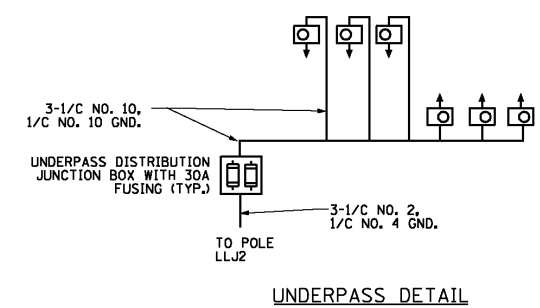 3-1/C NO. 10,
1/C NO. 10 GND.
UNDERPASS DISTRIBUTION
JUNCTION BOX WITH 30A
FUSING (TYP.)
3-1/C NO. 2,
1/C NO. 4 GND.
TO POLE
LLJ2
UNDERPASS DETAIL